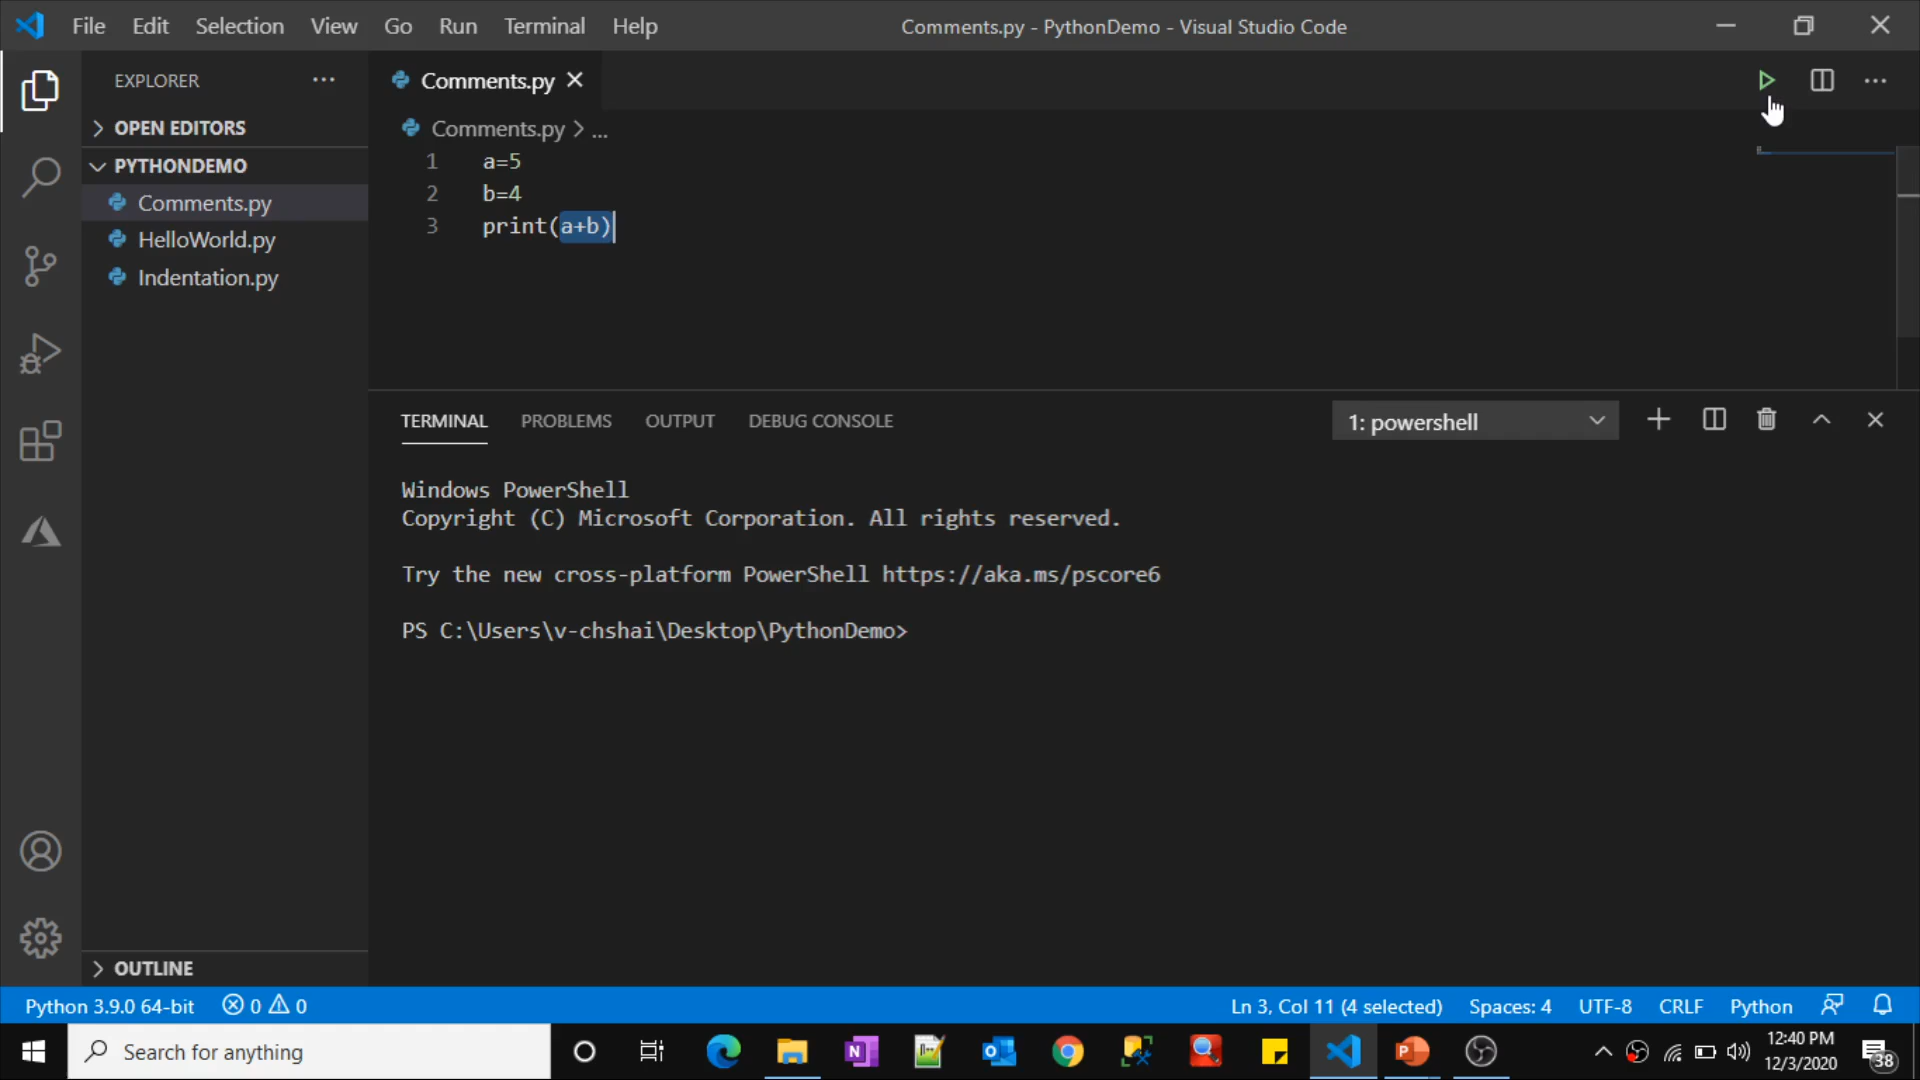 File Edit Selection View Go Run Terminal Help
Comments.py - PythonDemo - Visual Studio Code
EXPLORER
Comments.py
OPEN EDITORS
Comments.py > ...
PYTHONDEMO
Comments.py
HelloWorld.py
Indentation.py
1 a=5
2 b=4
3 print(a+b)
TERMINAL PROBLEMS OUTPUT DEBUG CONSOLE
1: powershell
Windows PowerShell
Copyright (C) Microsoft Corporation. All rights reserved.
Try the new cross-platform PowerShell https://aka.ms/pscore6
PS C:\Users\v-chshai\Desktop\PythonDemo>
OUTLINE
Python 3.9.0 64-bit 0 0
Ln 3, Col 11 (4 selected) Spaces: 4 UTF-8 CRLF Python
Search for anything
12:40 PM
12/3/2020
38